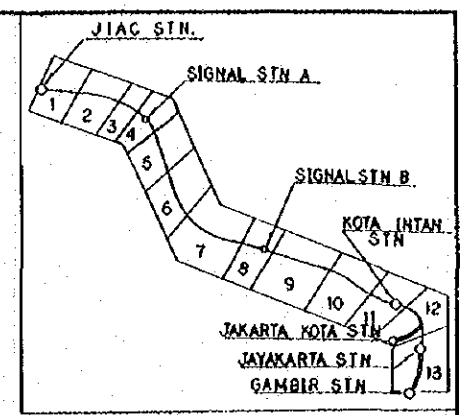 JIAC STN.
SIGNAL STN A
1
2
3
4
5
SIGNAL STN B
6
KOTA INTAN
STN
7
8
9
10
11
12
JAKARTA KOTA STN
JAYAKARTA STN
13
GAMBIR STN